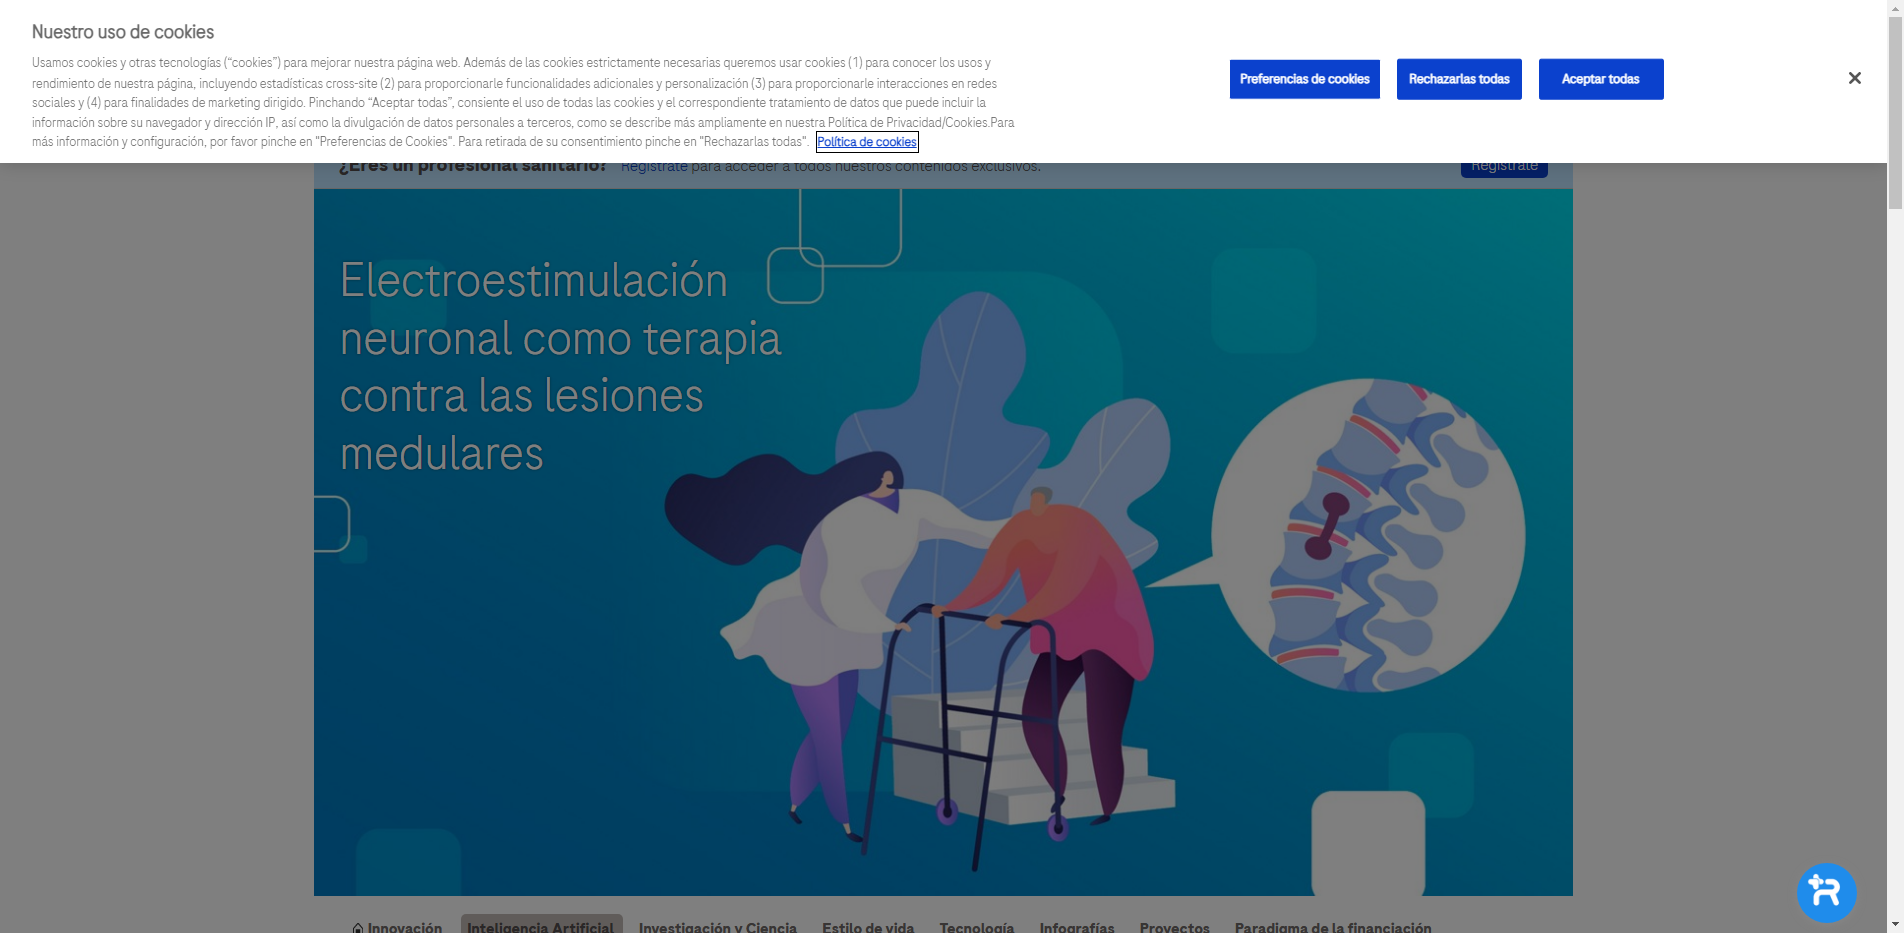 Nuestro uso de cookies
Usamos cookies y otras tecnologías (“cookies”) para mejorar nuestra página web. Además de las cookies estrictamente necesarias queremos usar cookies (1) para conocer los usos y
rendimiento de nuestra página, incluyendo estadísticas cross-site (2) para proporcionarle funcionalidades adicionales y personalización (3) para proporcionarle interacciones en redes
sociales y (4) para finalidades de marketing dirigido. Pinchando “Aceptar todas”, consiente el uso de todas las cookies y el correspondiente tratamiento de datos que puede incluir la
información sobre su navegador y dirección IP, así como la divulgación de datos personales a terceros, como se describe más ampliamente en nuestra Política de Privacidad/Cookies.Para
más información y configuración, por favor pinche en "Preferencias de Cookies". Para retirada de su consentimiento pinche en "Rechazarlas todas". Política de cookies
Preferencias de cookies
Rechazarlas todas
Aceptar todas
¿Eres un profesional sanitario? Regístrate para acceder a todos nuestros contenidos exclusivos.
Regístrate
Electroestimulación
neuronal como terapia
contra las lesiones
medulares
Innovación
Inteligencia Artificial
Investigación y Ciencia
Estilo de vida
Tecnología
Infografías
Proyectos
Paradigma de la financiación